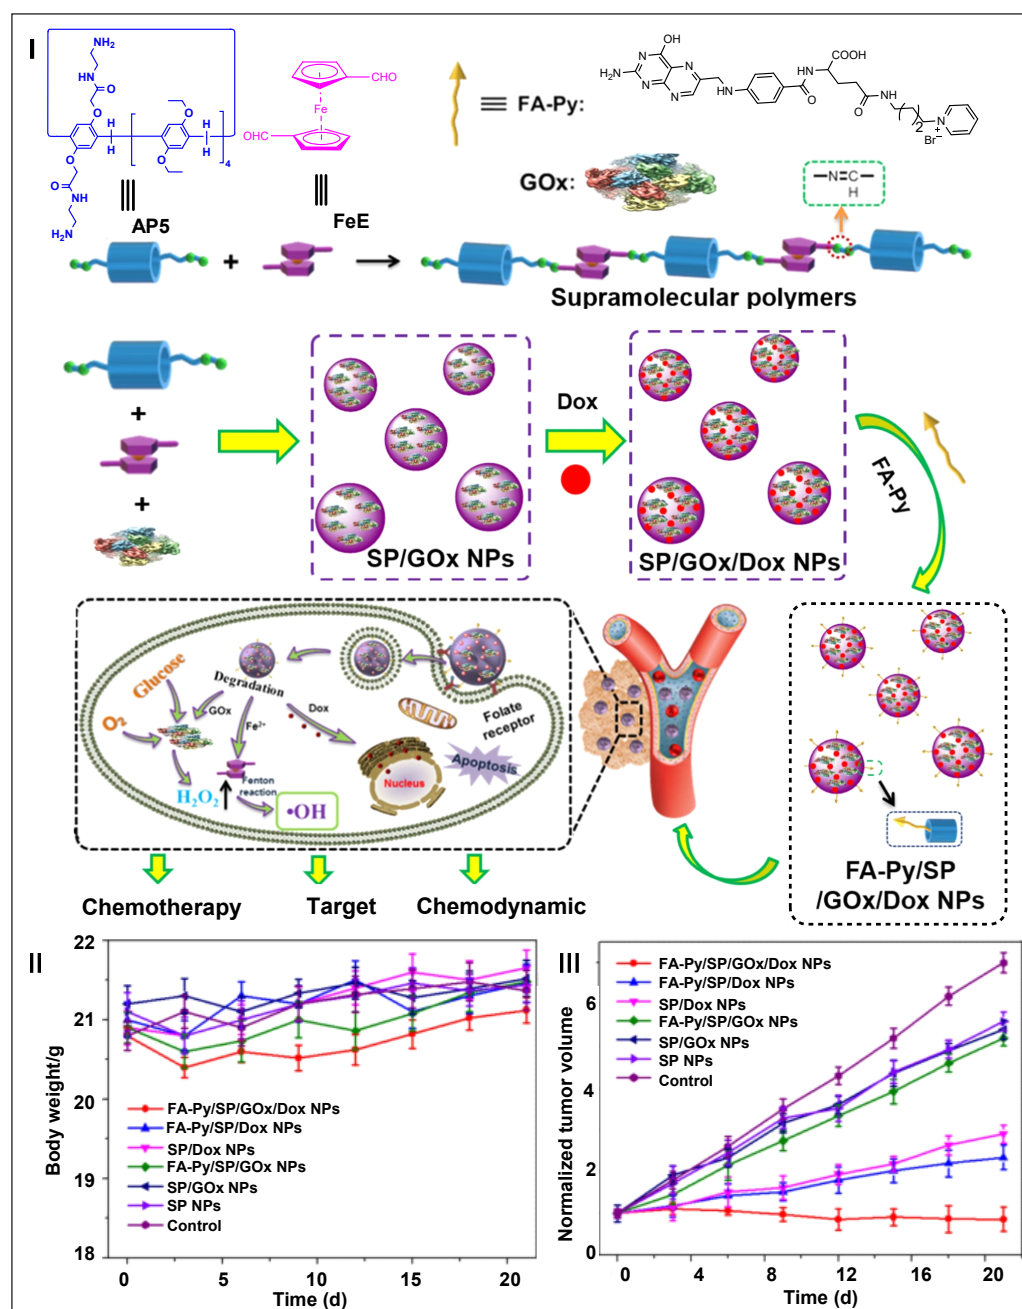 I
NH2
HN
O
O
H
H
O
O
H
H
4
O
O
HN
H2N
AP5
CHO
Fe
OHC
FeE
FA-Py:
OH
N
N
H2N
N
N
N
H
O
H
N
COOH
O
HN
2
N
+
Br−
GOx:
N=C
H
+
Supramolecular polymers
+
+
SP/GOx NPs
Dox
SP/GOx/Dox NPs
FA-Py
Glucose
O2
Degradation
GOx
Fe2+
Dox
Folate
receptor
Apoptosis
Nucleus
H2O2
Fenton
reaction
•OH
FA-Py/SP
/GOx/Dox NPs
Chemotherapy
Target
Chemodynamic
II
22
21
20
19
18
Body weight/g
FA-Py/SP/GOx/Dox NPs
FA-Py/SP/Dox NPs
SP/Dox NPs
FA-Py/SP/GOx NPs
SP/GOx NPs
SP NPs
Control
0 5 10 15 20
Time (d)
III
6
4
2
0
Normalized tumor volume
FA-Py/SP/GOx/Dox NPs
FA-Py/SP/Dox NPs
SP/Dox NPs
FA-Py/SP/GOx NPs
SP/GOx NPs
SP NPs
Control
0 4 8 12 16 20
Time (d)